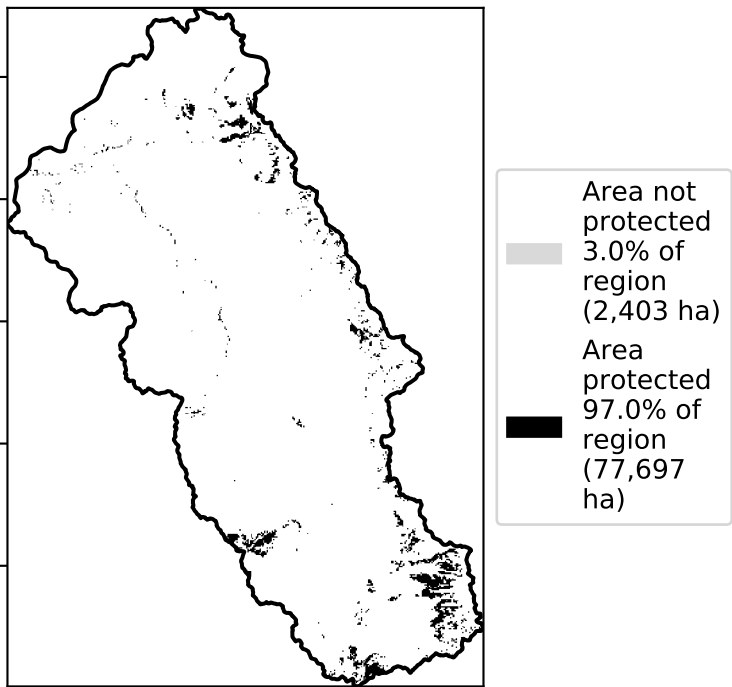 Area not
protected
3.0% of
region
(2,403 ha)
Area
protected
97.0% of
region
(77,697
ha)